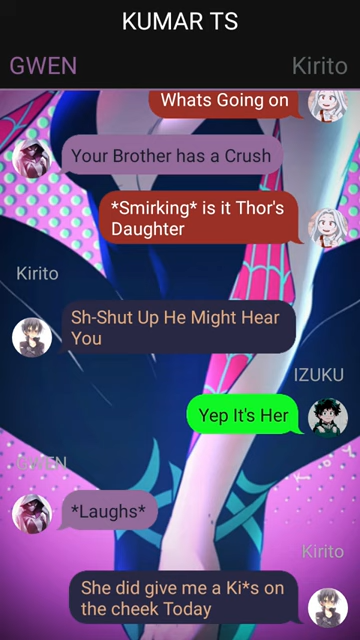 KUMAR TS
GWEN
Kirito
Whats Going on
Your Brother has a Crush
*Smirking* is it Thor's
Daughter
Kirito
Sh-Shut Up He Might Hear
You
IZUKU
Yep It's Her
GWEN
*Laughs*
Kirito
She did give me a Ki*s on
the cheek Today